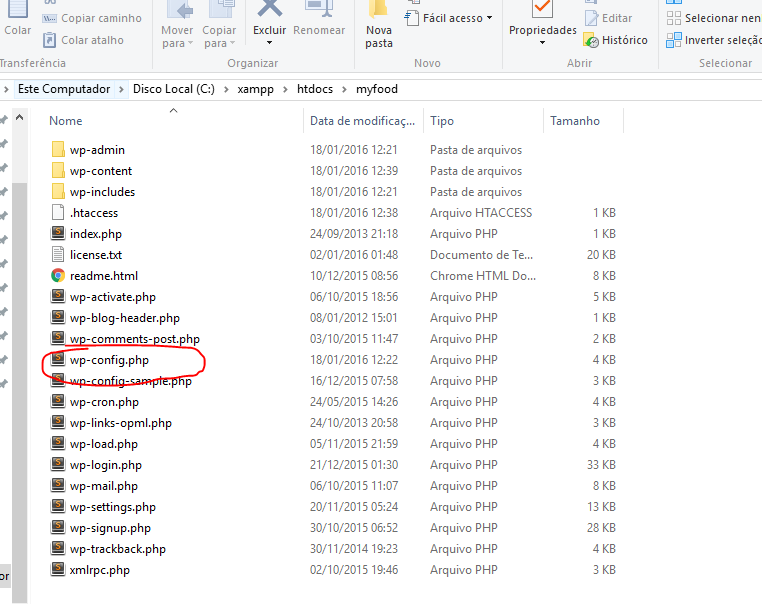 Colar
Copiar caminho
Colar atalho
Mover para
Copiar para
Excluir
Renomear
Nova pasta
Fácil acesso
Propriedades
Editar
Histórico
Selecionar nen
Inverter seleçã
Transferência
Organizar
Novo
Abrir
Selecionar
Este Computador > Disco Local (C:) > xampp > htdocs > myfood
Nome Data de modificaç... Tipo Tamanho
wp-admin 18/01/2016 12:21 Pasta de arquivos
wp-content 18/01/2016 12:39 Pasta de arquivos
wp-includes 18/01/2016 12:21 Pasta de arquivos
.htaccess 18/01/2016 12:38 Arquivo HTACCESS 1 KB
index.php 24/09/2013 21:18 Arquivo PHP 1 KB
license.txt 02/01/2016 01:48 Documento de Te... 20 KB
readme.html 10/12/2015 08:56 Chrome HTML Do... 8 KB
wp-activate.php 06/10/2015 18:56 Arquivo PHP 5 KB
wp-blog-header.php 08/01/2012 15:01 Arquivo PHP 1 KB
wp-comments-post.php 03/10/2015 11:47 Arquivo PHP 2 KB
wp-config.php 18/01/2016 12:22 Arquivo PHP 4 KB
wp-config-sample.php 16/12/2015 07:58 Arquivo PHP 3 KB
wp-cron.php 24/05/2015 14:26 Arquivo PHP 4 KB
wp-links-opml.php 24/10/2013 20:58 Arquivo PHP 3 KB
wp-load.php 05/11/2015 21:59 Arquivo PHP 4 KB
wp-login.php 21/12/2015 01:30 Arquivo PHP 33 KB
wp-mail.php 06/10/2015 11:07 Arquivo PHP 8 KB
wp-settings.php 20/11/2015 05:24 Arquivo PHP 13 KB
wp-signup.php 30/10/2015 06:52 Arquivo PHP 28 KB
wp-trackback.php 30/11/2014 19:23 Arquivo PHP 4 KB
xmlrpc.php 02/10/2015 19:46 Arquivo PHP 3 KB
or